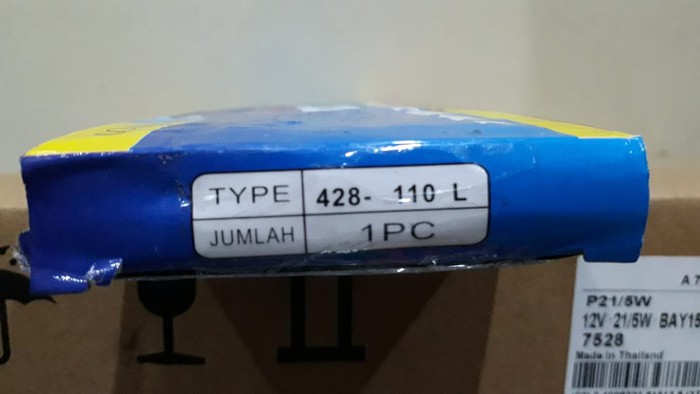 TYPE 428- 110 L
JUMLAH 1PC
P21/5W
12V 21/5W BAY15
7528
Made in Thailand